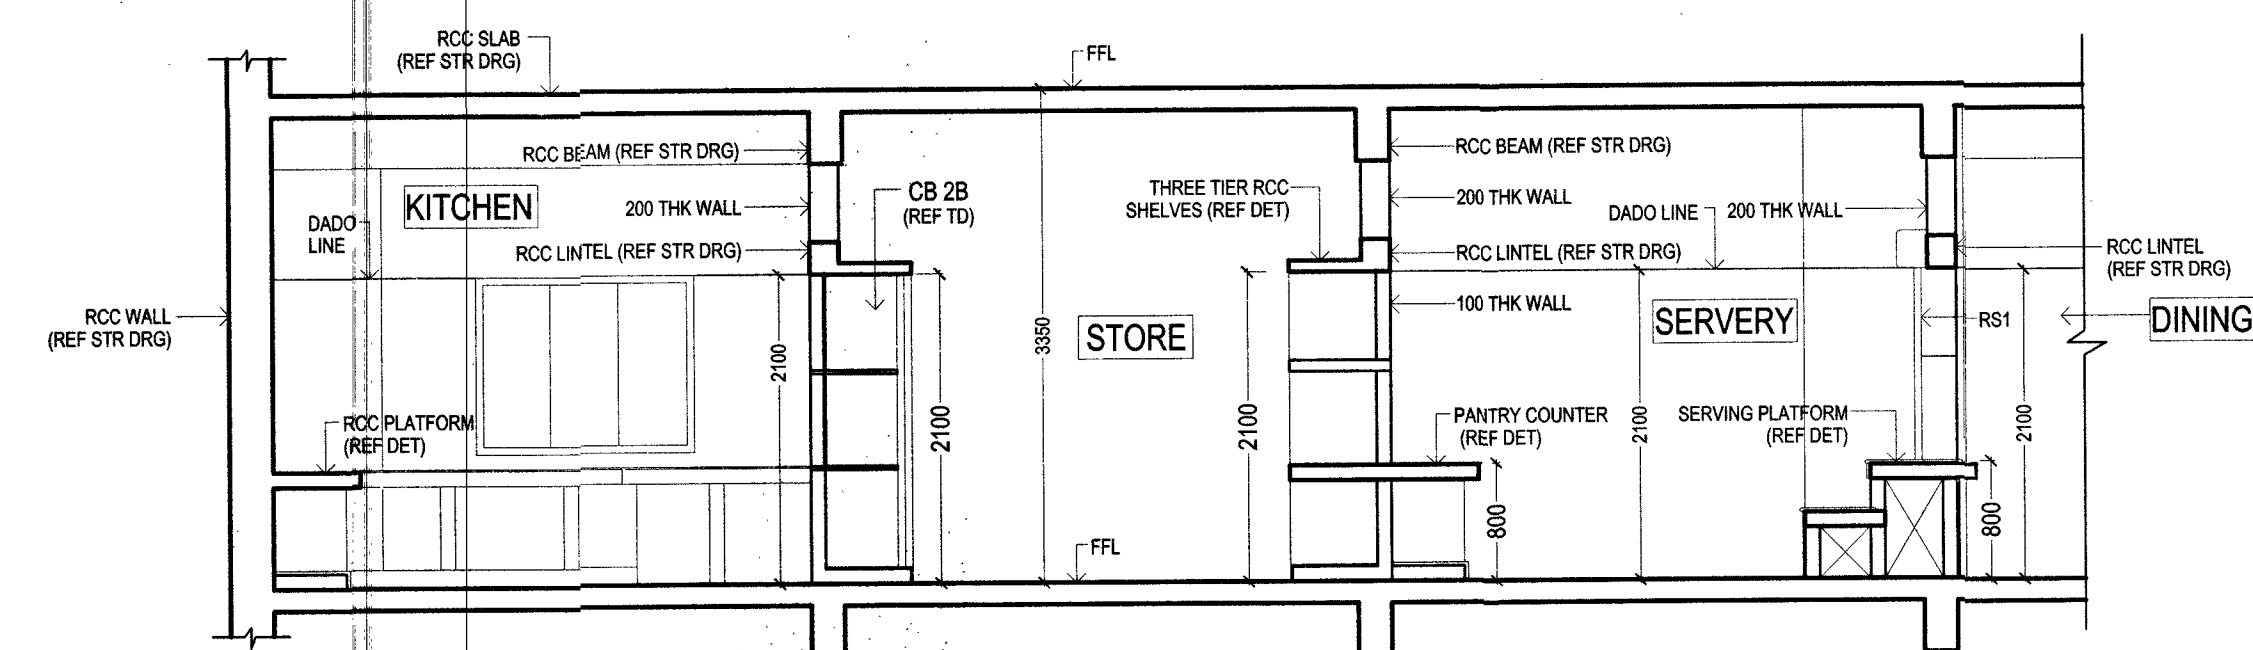 RCC SLAB
(REF STR DRG)
FFL
RCC BEAM (REF STR DRG)
RCC BEAM (REF STR DRG)
KITCHEN
CB 2B
(REF TD)
THREE TIER RCC
SHELVES (REF DET)
200 THK WALL
200 THK WALL
DADO LINE
200 THK WALL
DADO
LINE
RCC LINTEL (REF STR DRG)
RCC LINTEL (REF STR DRG)
RCC LINTEL
(REF STR DRG)
100 THK WALL
RCC WALL
(REF STR DRG)
STORE
SERVERY
RS1
DINING
3350
2100
2100
2100
2100
2100
RCC PLATFORM
(REF DET)
PANTRY COUNTER
(REF DET)
SERVING PLATFORM
(REF DET)
800
800
FFL